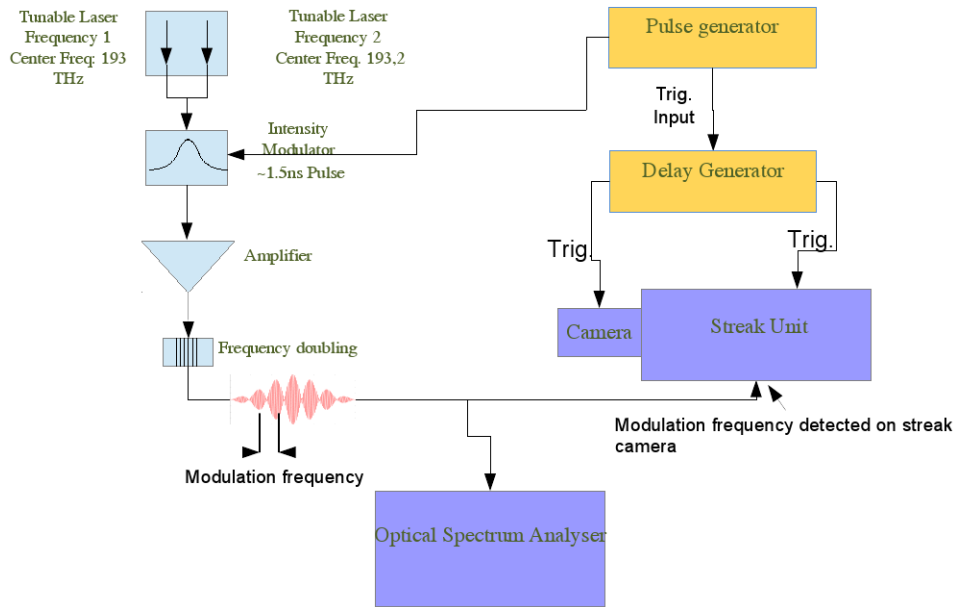 Tunable Laser
Frequency 1
Center Freq: 193
THz
Tunable Laser
Frequency 2
Center Freq. 193,2
THz
Pulse generator
Trig.
Input
Intensity
Modulator
~1.5ns Pulse
Delay Generator
Trig.
Trig.
Amplifier
Camera
Streak Unit
Frequency doubling
Modulation frequency detected on streak
camera
Modulation frequency
Optical Spectrum Analyser